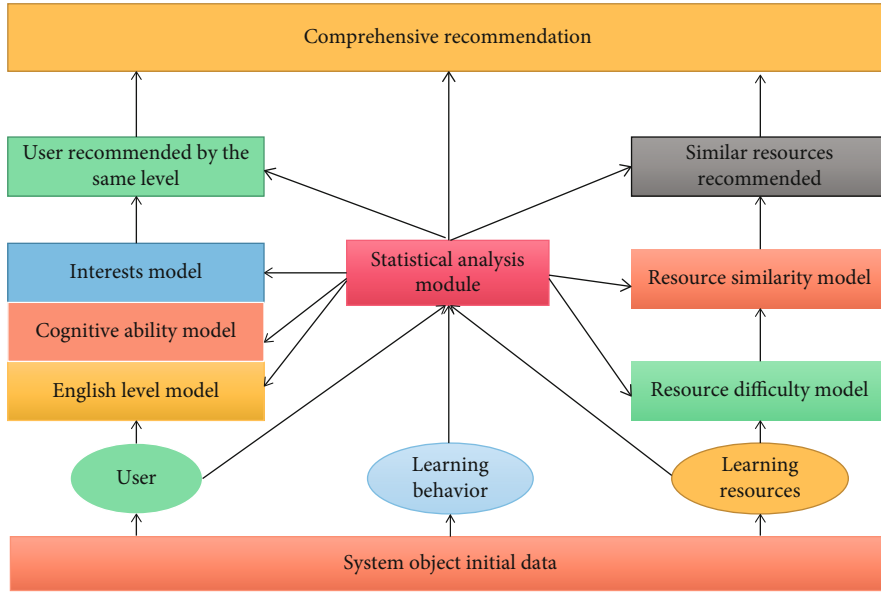 Comprehensive recommendation
User recommended by the
same level
Similar resources
recommended
Interests model
Statistical analysis
module
Resource similarity model
Cognitive ability model
English level model
Resource difficulty model
User
Learning
behavior
Learning
resources
System object initial data